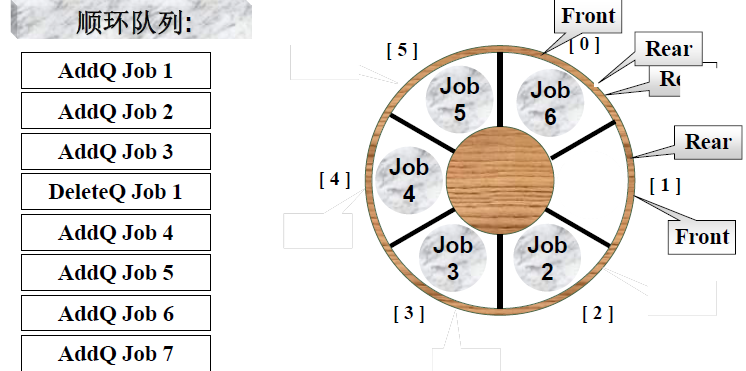 顺环队列:
AddQ Job 1
AddQ Job 2
AddQ Job 3
DeleteQ Job 1
AddQ Job 4
AddQ Job 5
AddQ Job 6
AddQ Job 7
Front
[ 0 ]
Rear
[ 5 ]
Job
5
Job
6
Rear
[ 4 ]
Job
4
[ 1 ]
Front
Job
3
Job
2
[ 3 ]
[ 2 ]